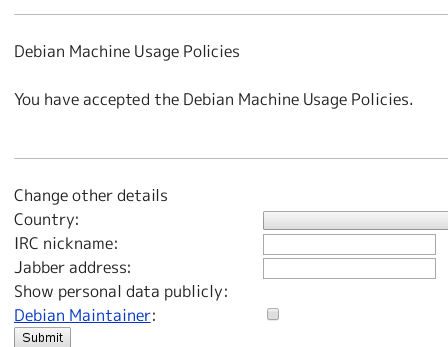 Debian Machine Usage Policies
You have accepted the Debian Machine Usage Policies.
Change other details
Country:
IRC nickname:
Jabber address:
Show personal data publicly:
Debian Maintainer:
Submit